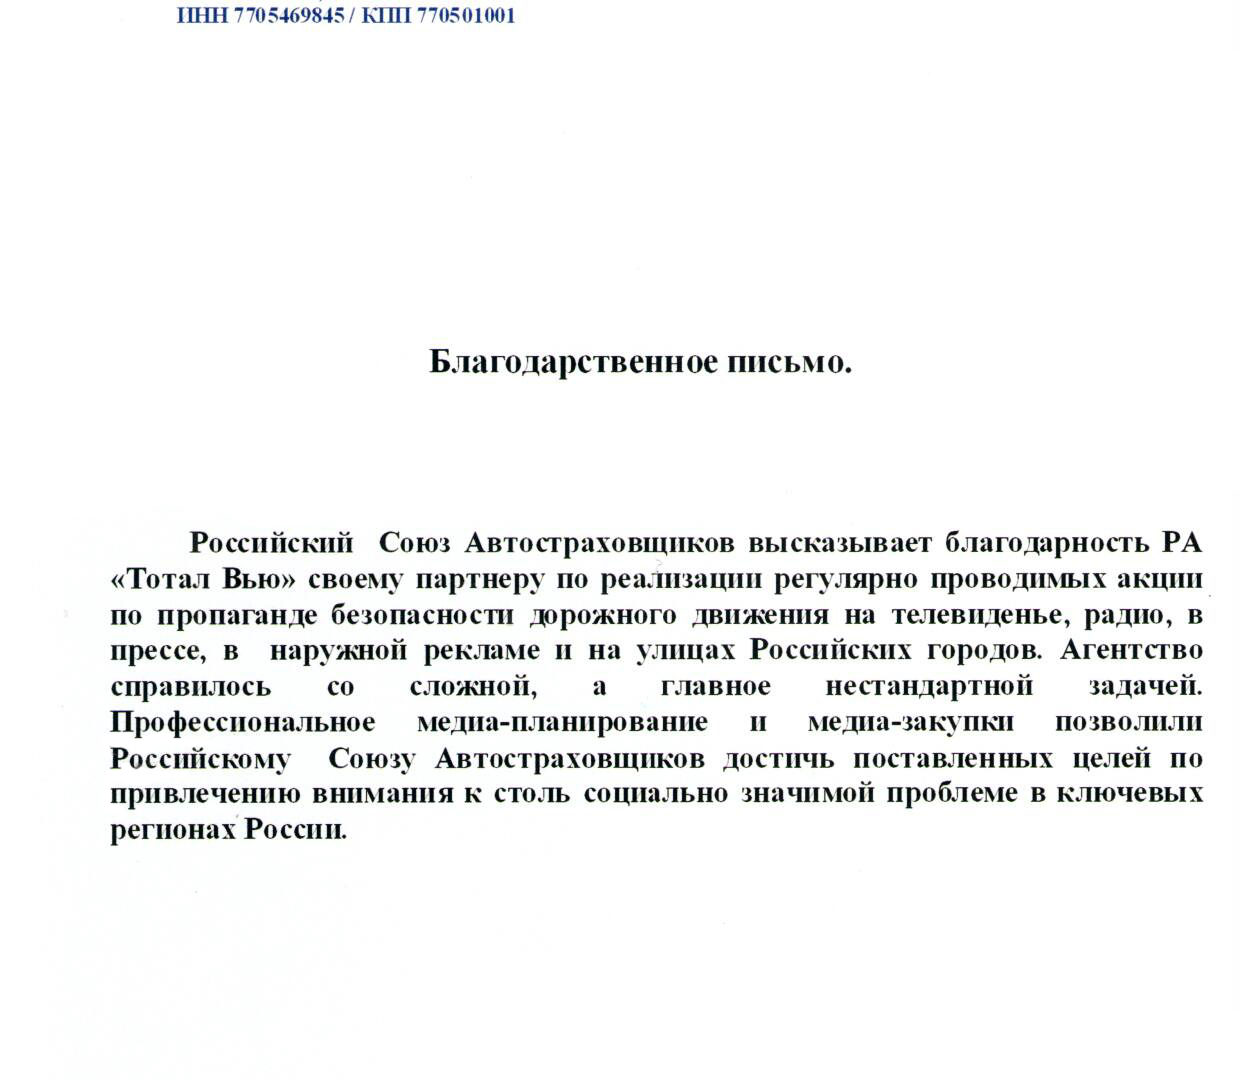 ИНН 7705469845 / КПП 770501001
Благодарственное письмо.
Российский Союз Автостраховщиков высказывает благодарность РА
«Тотал Вью» своему партнеру по реализации регулярно проводимых акции
по пропаганде безопасности дорожного движения на телевиденье, радио, в
прессе, в наружной рекламе и на улицах Российских городов. Агентство
справилось со сложной, а главное нестандартной задачей.
Профессиональное медиа-планирование и медиа-закупки позволили
Российскому Союзу Автостраховщиков достичь поставленных целей по
привлечению внимания к столь социально значимой проблеме в ключевых
регионах России.